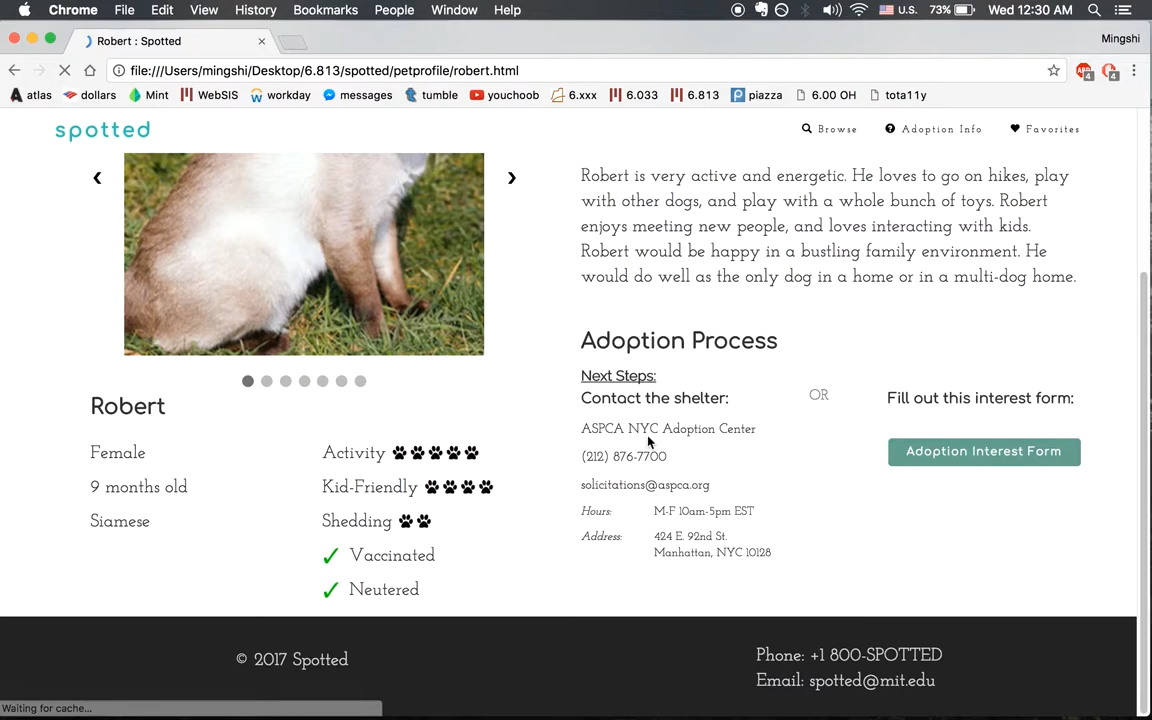 Chrome File Edit View History Bookmarks People Window Help U.S. 73% Wed 12:30 AM
Robert : Spotted Mingshi
file:///Users/mingshi/Desktop/6.813/spotted/petprofile/robert.html 4 4
atlas dollars Mint WebSIS workday messages tumble youchoob 6.xxx 6.033 6.813 piazza 6.00 OH tota11y
spotted Browse Adoption Info Favorites
Robert is very active and energetic. He loves to go on hikes, play
with other dogs, and play with a whole bunch of toys. Robert
enjoys meeting new people, and loves interacting with kids.
Robert would be happy in a bustling family environment. He
would do well as the only dog in a home or in a multi-dog home.
Adoption Process
Next Steps:
Contact the shelter: OR Fill out this interest form:
ASPCA NYC Adoption Center
(212) 876-7700
solicitations@aspca.org
Hours: M-F 10am-5pm EST
Address: 424 E. 92nd St.
Manhattan, NYC 10128
Adoption Interest Form
Robert
Female
9 months old
Siamese
Activity
Kid-Friendly
Shedding
Vaccinated
Neutered
© 2017 Spotted
Phone: +1 800-SPOTTED
Email: spotted@mit.edu
Waiting for cache...